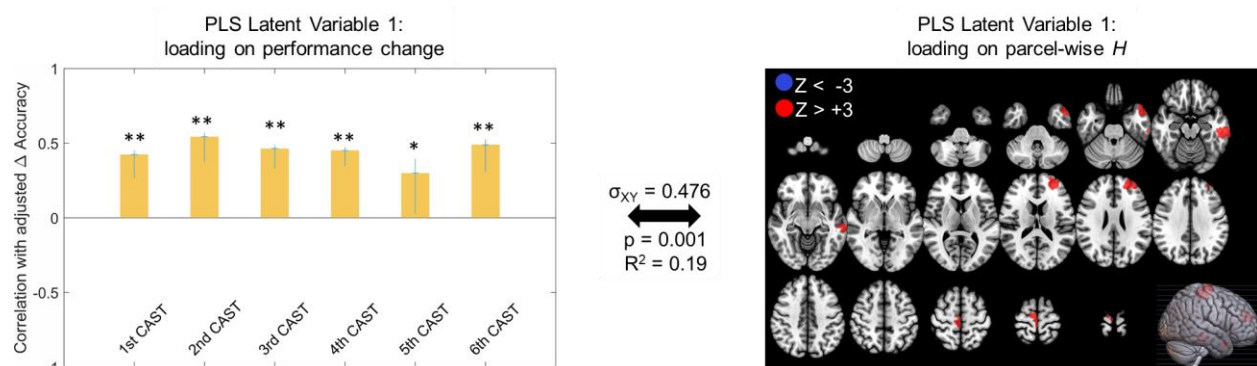 PLS Latent Variable 1:
loading on performance change
Correlation with adjusted Δ Accuracy
1
0.5
0
-0.5
-1
**
**
**
**
*
**
1st CAST
2nd CAST
3rd CAST
4th CAST
5th CAST
6th CAST
σXY = 0.476
p = 0.001
R² = 0.19
PLS Latent Variable 1:
loading on parcel-wise H
Z < -3
Z > +3